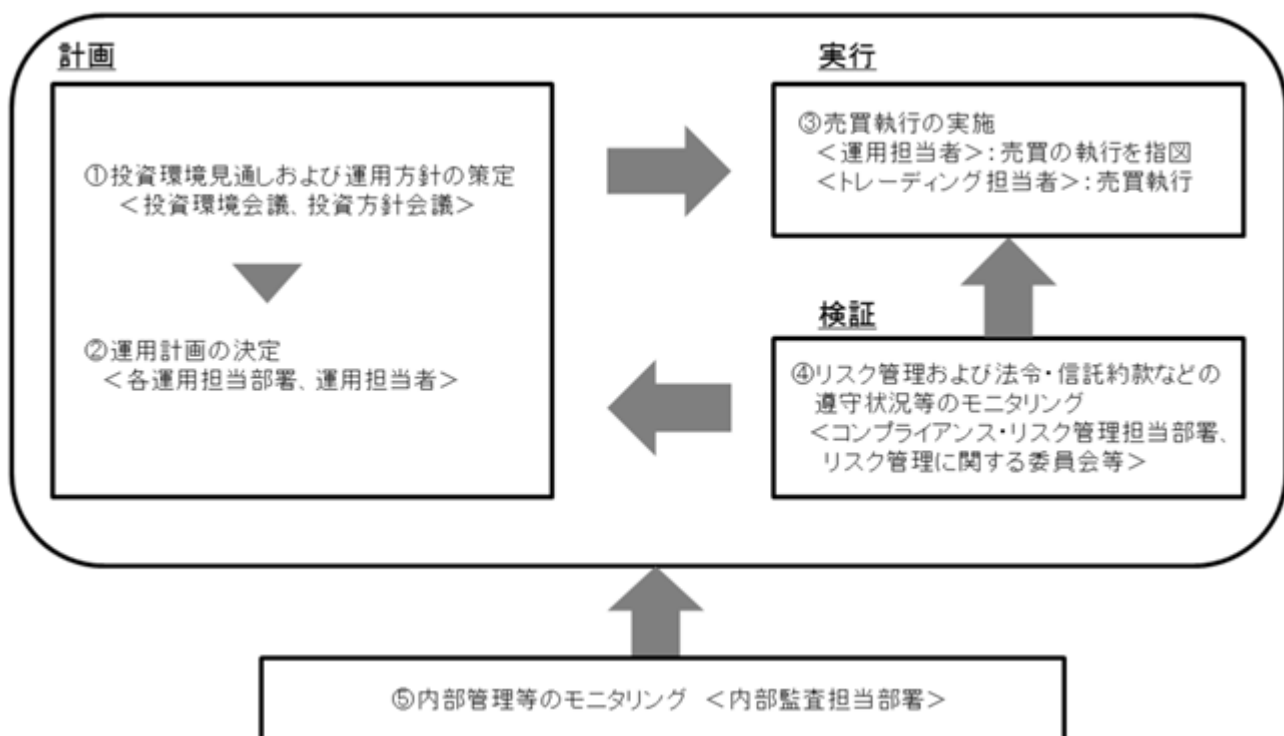 計画
①投資環境見通しおよび運用方針の策定
＜投資環境会議、投資方針会議＞
②運用計画の決定
＜各運用担当部署、運用担当者＞
実行
③売買執行の実施
＜運用担当者＞：売買の執行を指図
＜トレーディング担当者＞：売買執行
検証
④リスク管理および法令・信託約款などの
遵守状況等のモニタリング
＜コンプライアンス・リスク管理担当部署、
リスク管理に関する委員会等＞
⑤内部管理等のモニタリング ＜内部監査担当部署＞